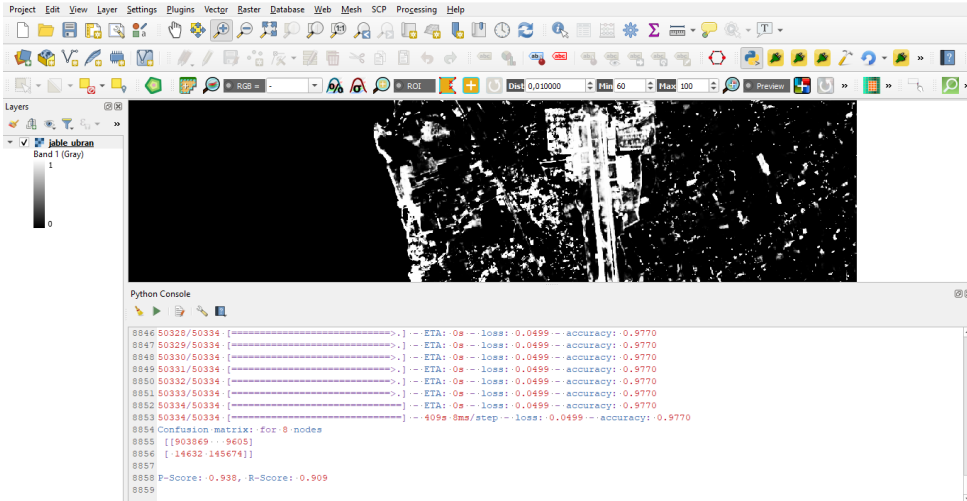 Project Edit View Layer Settings Plugins Vector Raster Database Web Mesh SCP Processing Help
RGB = - ROI Dist 0,010000 Min 60 Max 100 Preview
Layers
jable_ubran
Band 1 (Gray)
1
0
Python Console
8846 50328/50334 [==============================>.] - ETA: 0s - loss: 0.0499 - accuracy: 0.9770
8847 50329/50334 [==============================>.] - ETA: 0s - loss: 0.0499 - accuracy: 0.9770
8848 50330/50334 [==============================>.] - ETA: 0s - loss: 0.0499 - accuracy: 0.9770
8849 50331/50334 [==============================>.] - ETA: 0s - loss: 0.0499 - accuracy: 0.9770
8850 50332/50334 [==============================>.] - ETA: 0s - loss: 0.0499 - accuracy: 0.9770
8851 50333/50334 [==============================>.] - ETA: 0s - loss: 0.0499 - accuracy: 0.9770
8852 50334/50334 [==============================] - ETA: 0s - loss: 0.0499 - accuracy: 0.9770
8853 50334/50334 [==============================] - 409s 8ms/step - loss: 0.0499 - accuracy: 0.9770
8854 Confusion matrix: for 8 nodes
8855 [[903869 9605]
8856 [ 14632 145674]]
8857
8858 P-Score: 0.938, R-Score: 0.909
8859